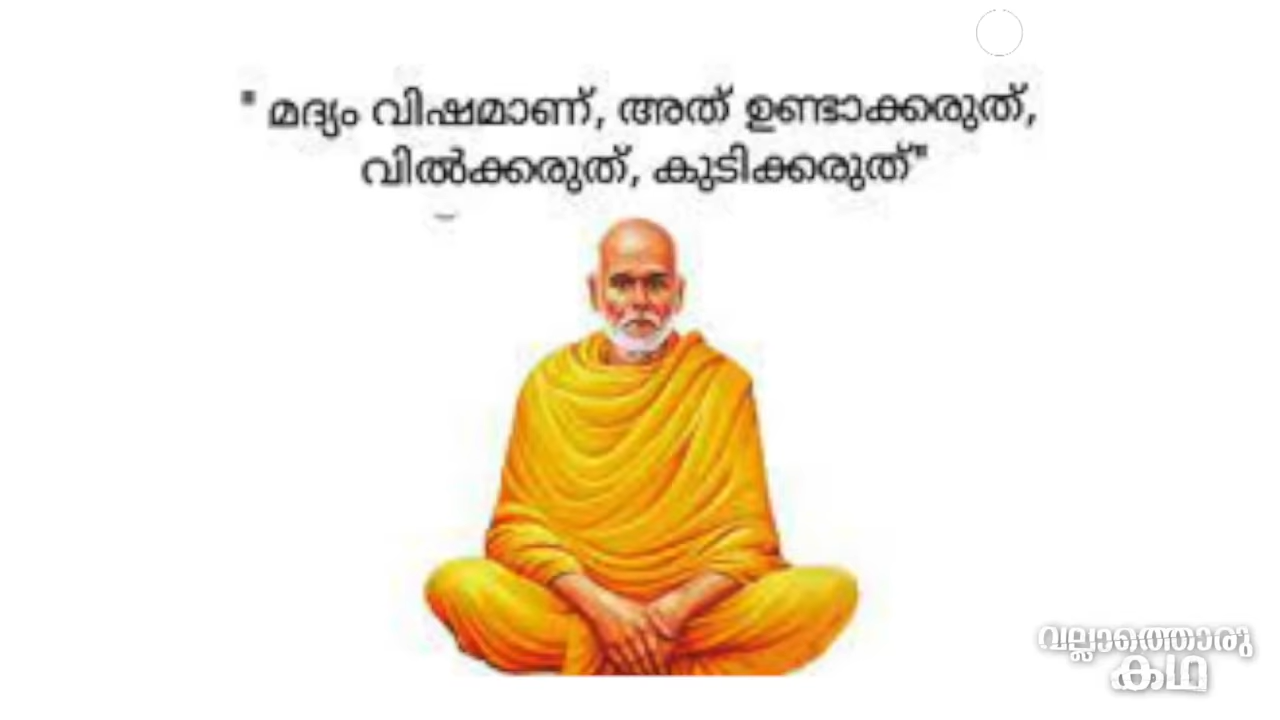 " മദ്യം വിഷമാണ്, അത് ഉണ്ടാക്കരുത്,
വിൽക്കരുത്, കുടിക്കരുത്"
വല്ലാത്തൊരു
കഥ